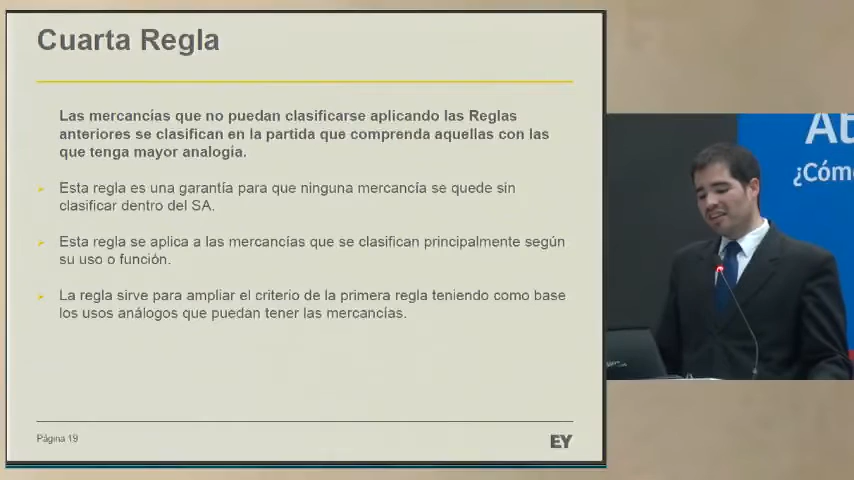 Cuarta Regla
Las mercancías que no puedan clasificarse aplicando las Reglas
anteriores se clasifican en la partida que comprenda aquellas con las
que tenga mayor analogía.
Esta regla es una garantía para que ninguna mercancía se quede sin
clasificar dentro del SA.
Esta regla se aplica a las mercancías que se clasifican principalmente según
su uso o función.
La regla sirve para ampliar el criterio de la primera regla teniendo como base
los usos análogos que puedan tener las mercancías.
Página 19
EY
At
¿Cóm